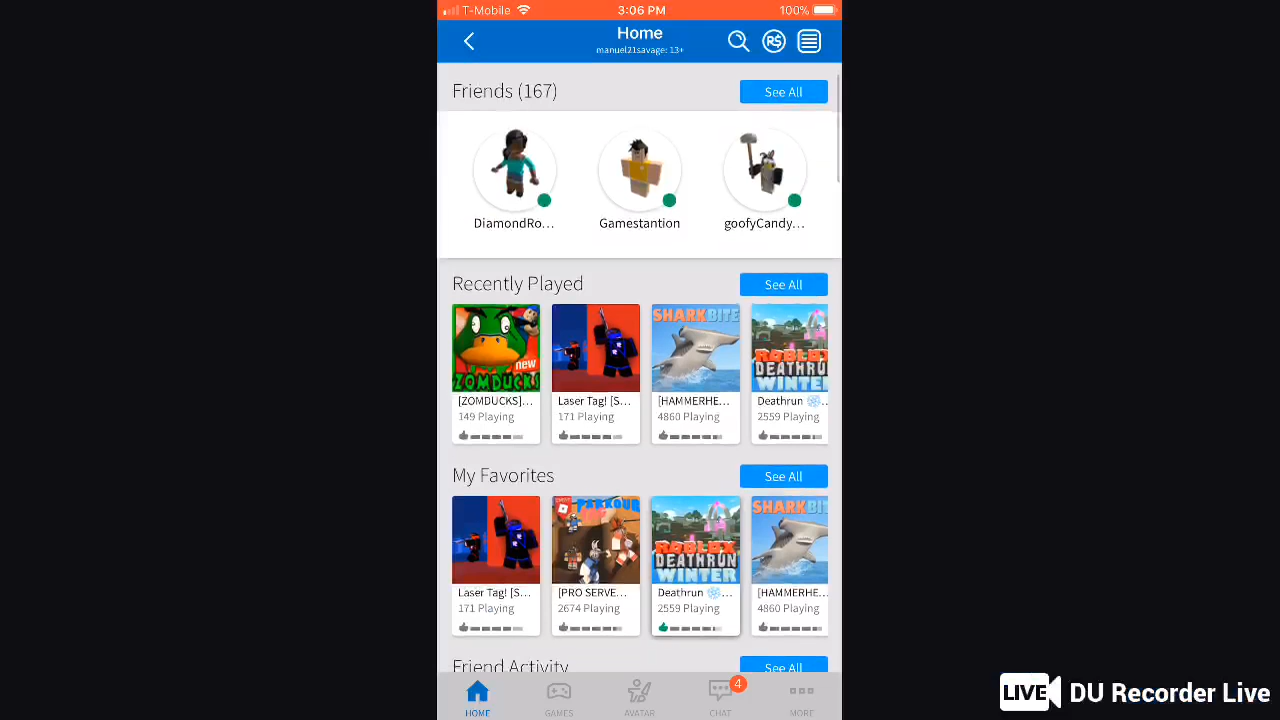 T-Mobile
3:06 PM
100%
Home
manuel21savage: 13+
R$
Friends (167)
See All
DiamondRo...
Gamestantion
goofyCandy...
Recently Played
See All
new
ZOMDUCKS
SHARKBITE
ROBLOX
DEATHRUN
WINTER
[ZOMDUCKS]...
Laser Tag! [S...
[HAMMERHE...
Deathrun ❄️...
149 Playing
171 Playing
4860 Playing
2559 Playing
My Favorites
See All
PARKOUR
ROBLOX
DEATHRUN
WINTER
SHARKBI
Laser Tag! [S...
[PRO SERVE...
Deathrun ❄️...
[HAMMERHE...
171 Playing
2674 Playing
2559 Playing
4860 Playing
Friend Activity
See All
4
HOME
GAMES
AVATAR
CHAT
MORE
LIVE DU Recorder Live